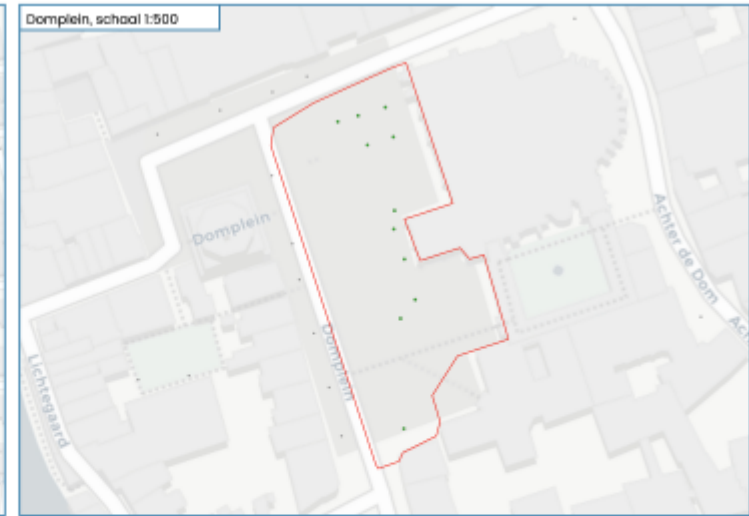 Domplein, schaal 1:500
Domplein
Domplein
Achter de Dom
Lichtegaard